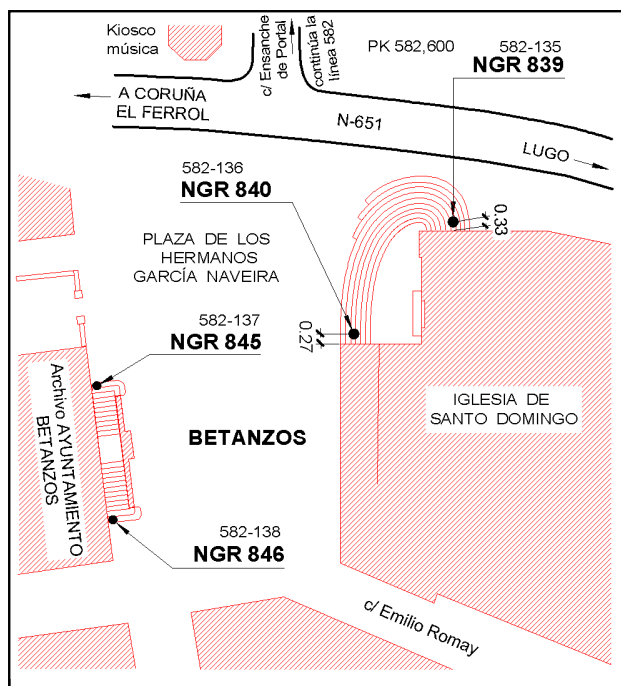 Kiosco
música
c/ Ensanche
de Portal
continúa la
línea 582
PK 582,600
582-135
NGR 839
A CORUÑA
EL FERROL
N-651
LUGO
582-136
NGR 840
0.33
PLAZA DE LOS
HERMANOS
GARCÍA NAVEIRA
582-137
NGR 845
0.27
Archivo AYUNTAMIENTO
BETANZOS
IGLESIA DE
SANTO DOMINGO
BETANZOS
582-138
NGR 846
c/ Emilio Romay